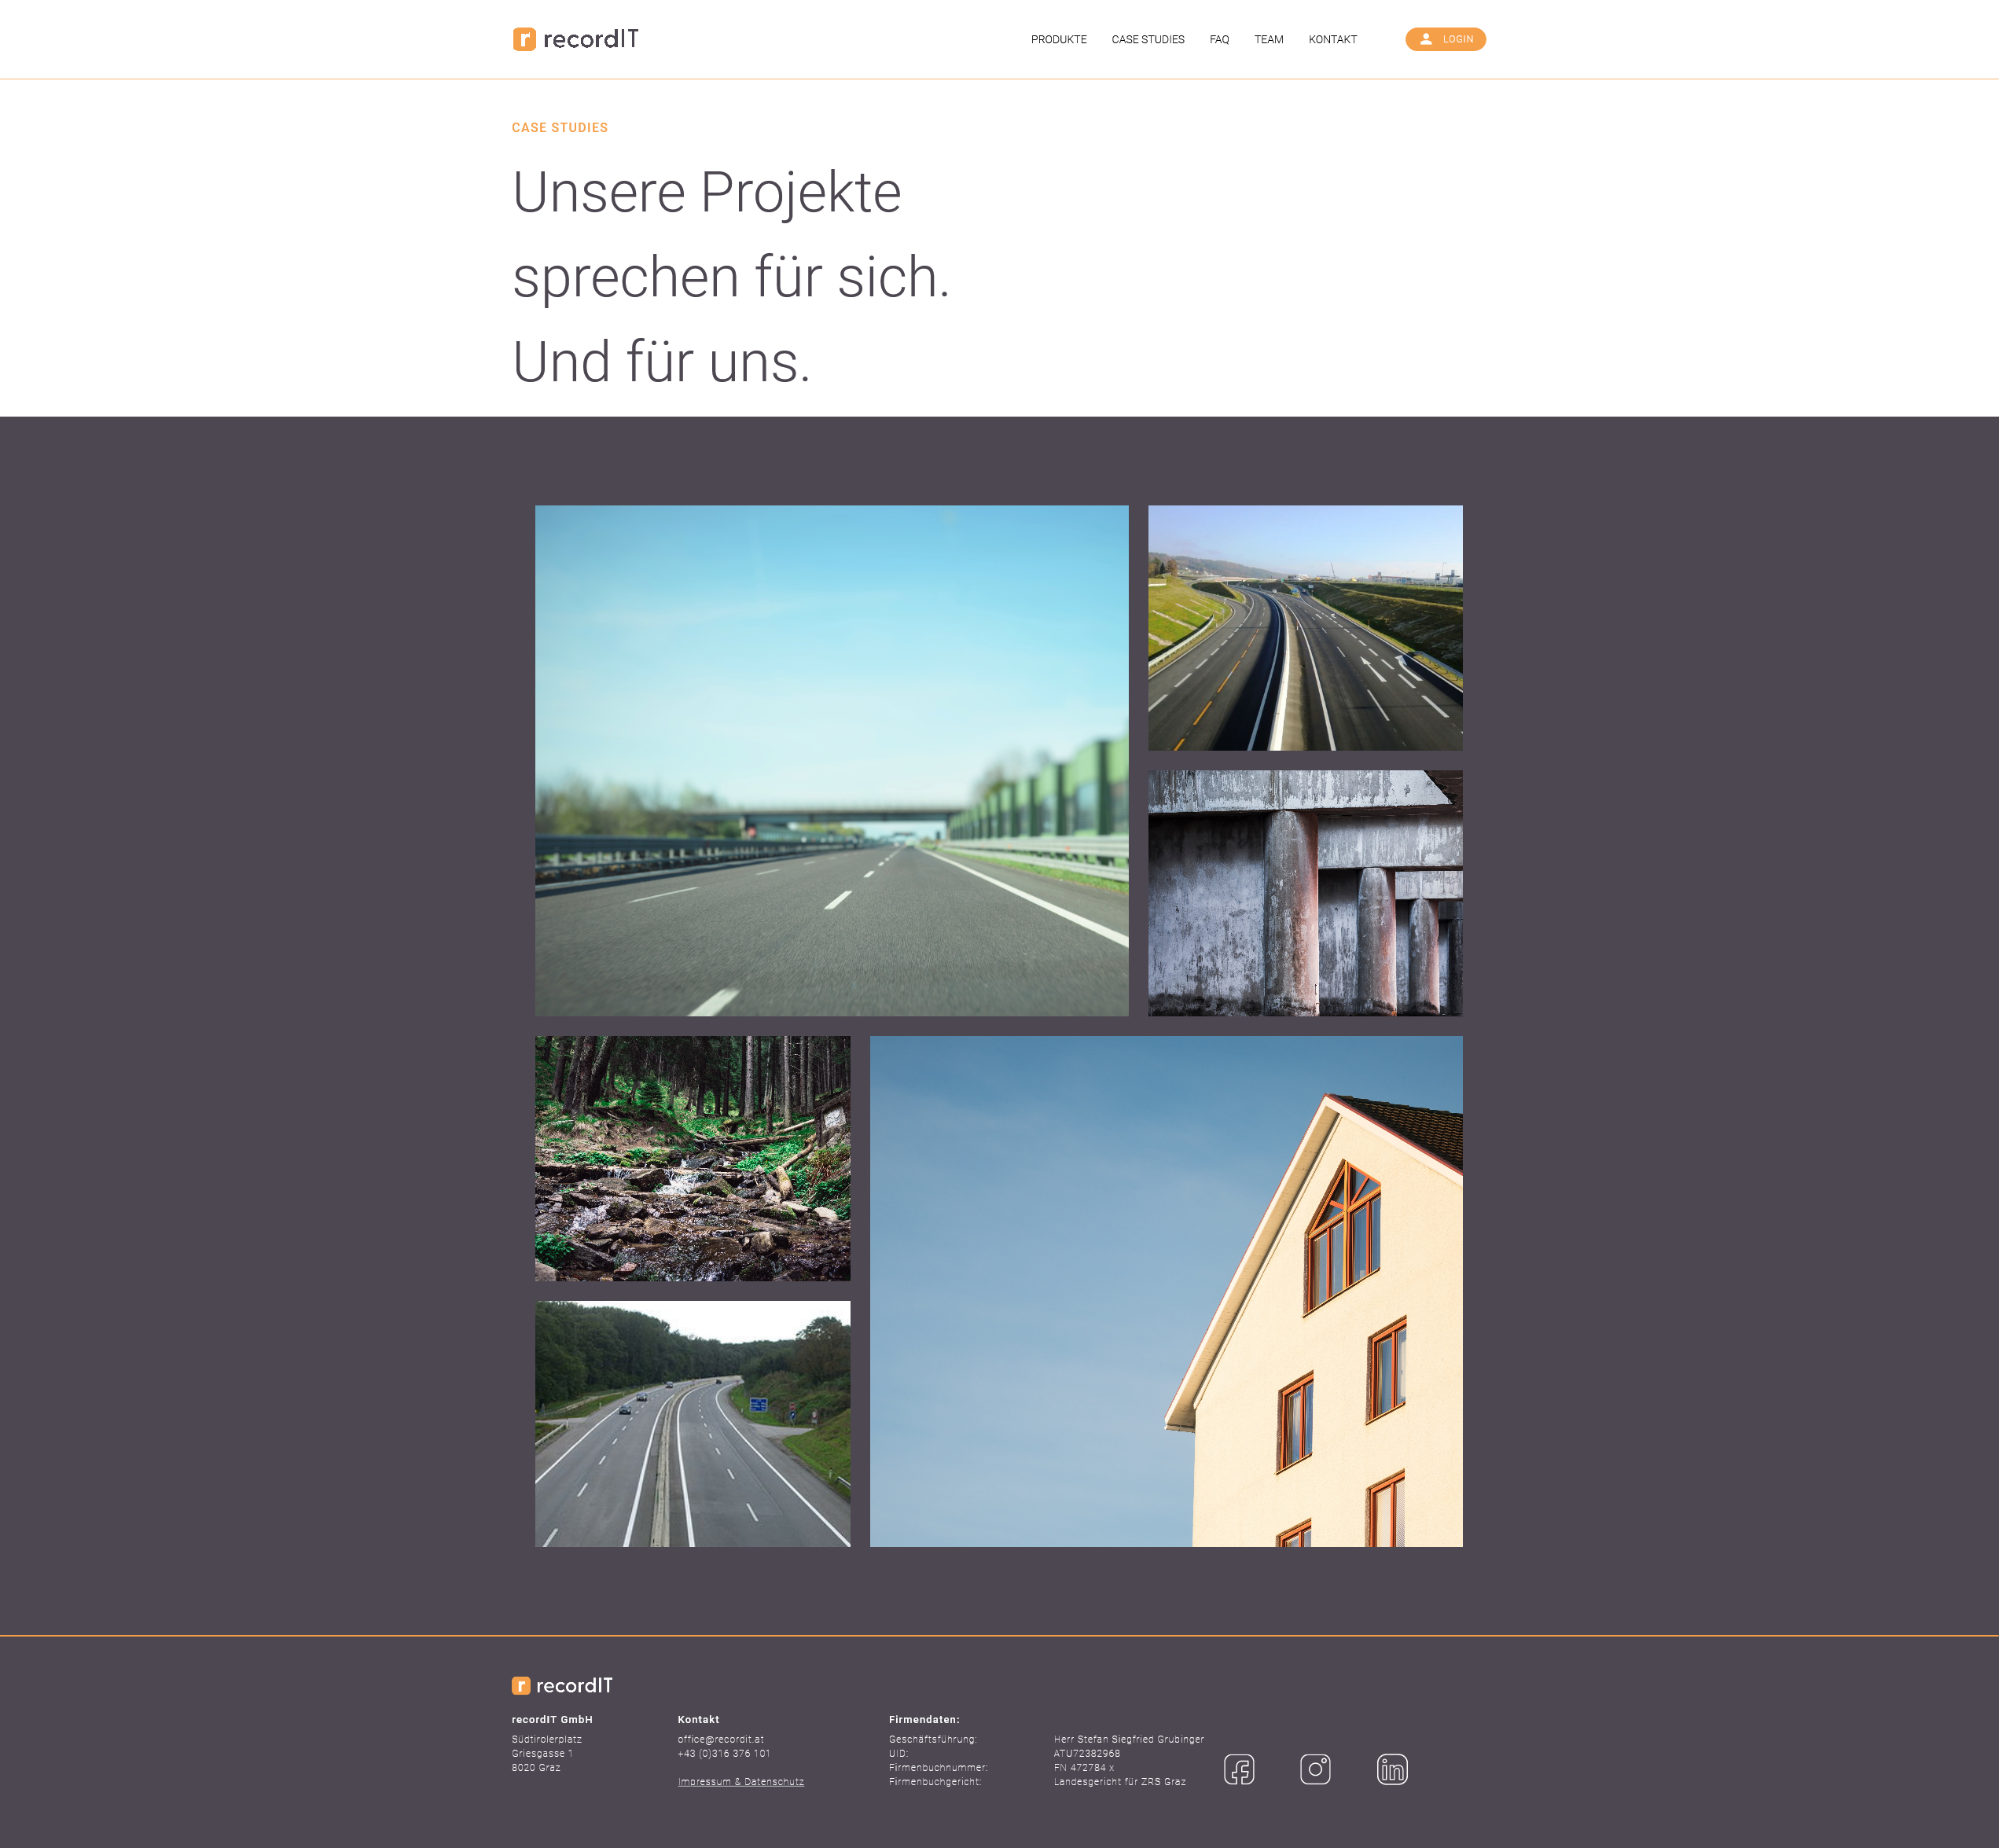 recordIT
PRODUKTE CASE STUDIES FAQ TEAM KONTAKT LOGIN
CASE STUDIES
Unsere Projekte
sprechen für sich.
Und für uns.
recordIT
recordIT GmbH
Südtirolerplatz
Griesgasse 1
8020 Graz
Kontakt
office@recordit.at
+43 (0)316 376 101
Impressum & Datenschutz
Firmendaten:
Geschäftsführung: Herr Stefan Siegfried Grubinger
UID: ATU72382968
Firmenbuchnummer: FN 472784 x
Firmenbuchgericht: Landesgericht für ZRS Graz